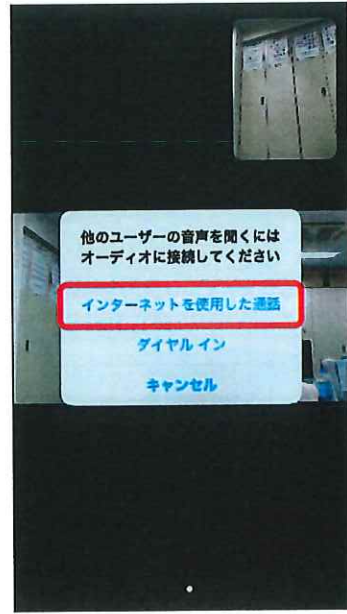 他のユーザーの音声を聞くには
オーディオに接続してください
インターネットを使用した通話
ダイヤル イン
キャンセル